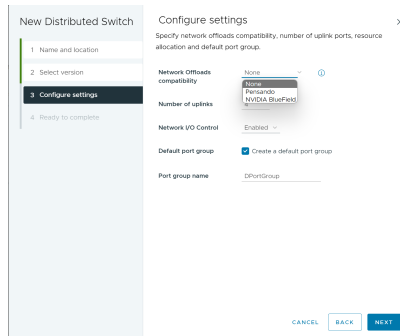 New Distributed Switch
1 Name and location
2 Select version
3 Configure settings
4 Ready to complete
Configure settings
Specify network offloads compatibility, number of uplink ports, resource
allocation and default port group.
Network Offloads
compatibility
None
None
Pensando
NVIDIA BlueField
Number of uplinks
Network I/O Control
Enabled
Default port group
Create a default port group
Port group name
DPortGroup
CANCEL
BACK
NEXT